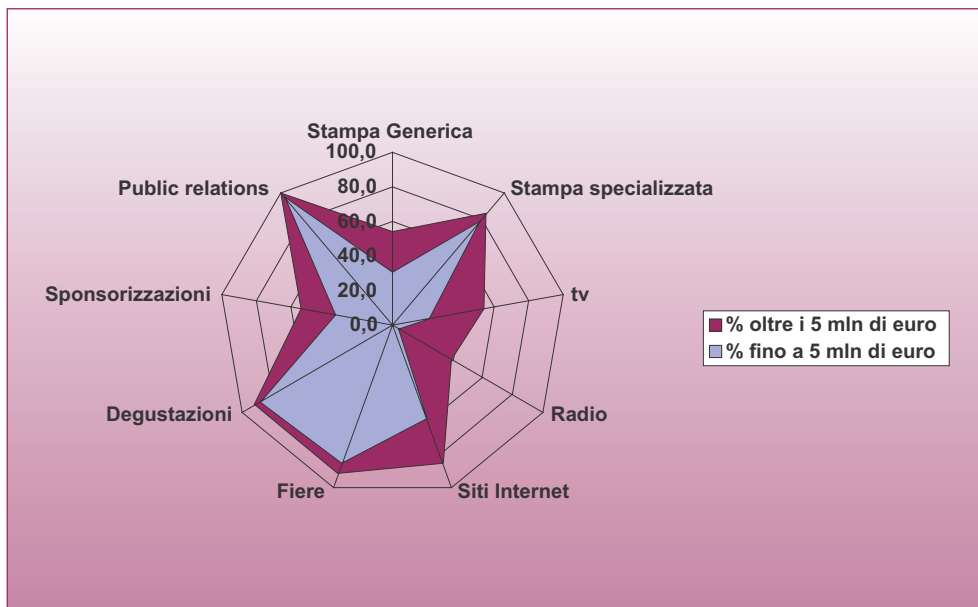 Stampa Generica
100,0
80,0
60,0
40,0
20,0
0,0
Stampa specializzata
tv
Radio
Siti Internet
Fiere
Degustazioni
Sponsorizzazioni
Public relations
% oltre i 5 mln di euro
% fino a 5 mln di euro